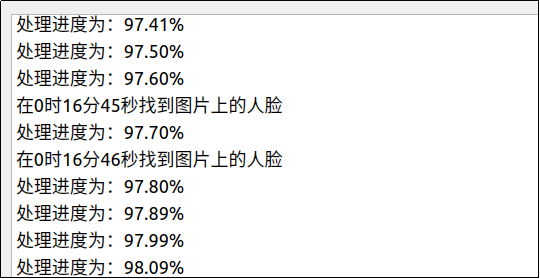 处理进度为：97.41%
处理进度为：97.50%
处理进度为：97.60%
在0时16分45秒找到图片上的人脸
处理进度为：97.70%
在0时16分46秒找到图片上的人脸
处理进度为：97.80%
处理进度为：97.89%
处理进度为：97.99%
处理进度为：98.09%